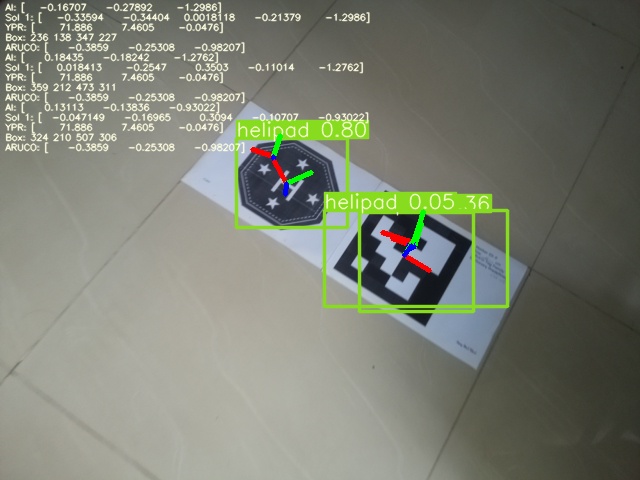 AI: [ -0.16707 -0.27892 -1.2986]
Sol 1: [ -0.33594 -0.34404 0.0018118 -0.21379 -1.2986]
YPR: [ 71.886 7.4605 -0.0476]
Box: 236 138 347 227
ARUCO: [ -0.3859 -0.25308 -0.98207]
AI: [ 0.18435 -0.18242 -1.2762]
Sol 1: [ 0.018413 -0.2547 0.3503 -0.11014 -1.2762]
YPR: [ 71.886 7.4605 -0.0476]
Box: 359 212 473 311
ARUCO: [ -0.3859 -0.25308 -0.98207]
AI: [ 0.13113 -0.13836 -0.93022]
Sol 1: [ -0.047149 -0.16965 0.3094 -0.10707 -0.93022]
YPR: [ 71.886 7.4605 -0.0476]
Box: 324 210 507 306
ARUCO: [ -0.3859 -0.25308 -0.98207]
helipad 0.80
H
helipad 0.05 .36